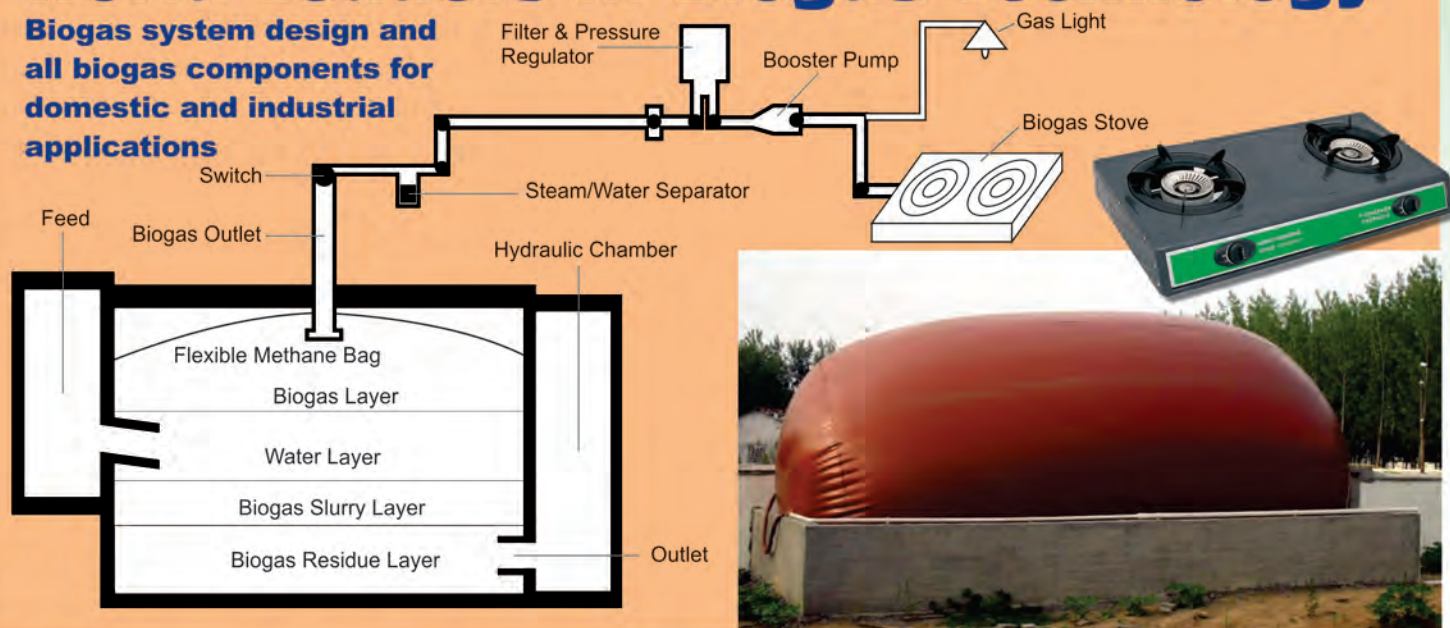 Biogas system design and
all biogas components for
domestic and industrial
applications
Filter & Pressure
Regulator
Booster Pump
Gas Light
Biogas Stove
Switch
Steam/Water Separator
Feed
Biogas Outlet
Hydraulic Chamber
Flexible Methane Bag
Biogas Layer
Water Layer
Biogas Slurry Layer
Biogas Residue Layer
Outlet